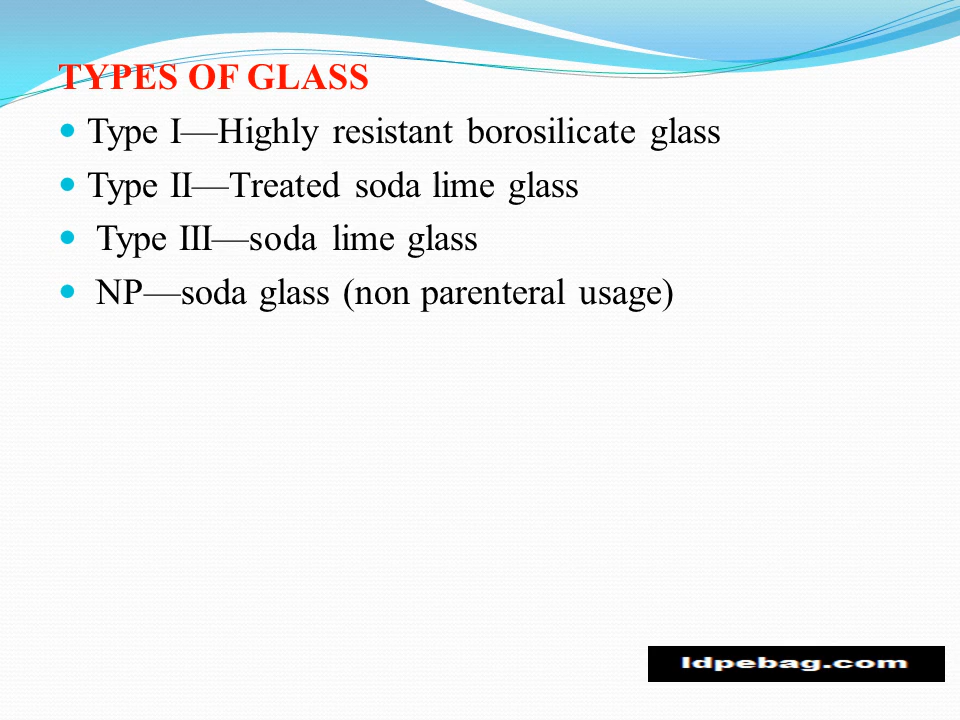 TYPES OF GLASS
Type I—Highly resistant borosilicate glass
Type II—Treated soda lime glass
Type III—soda lime glass
NP—soda glass (non parenteral usage)
ldpebag.com